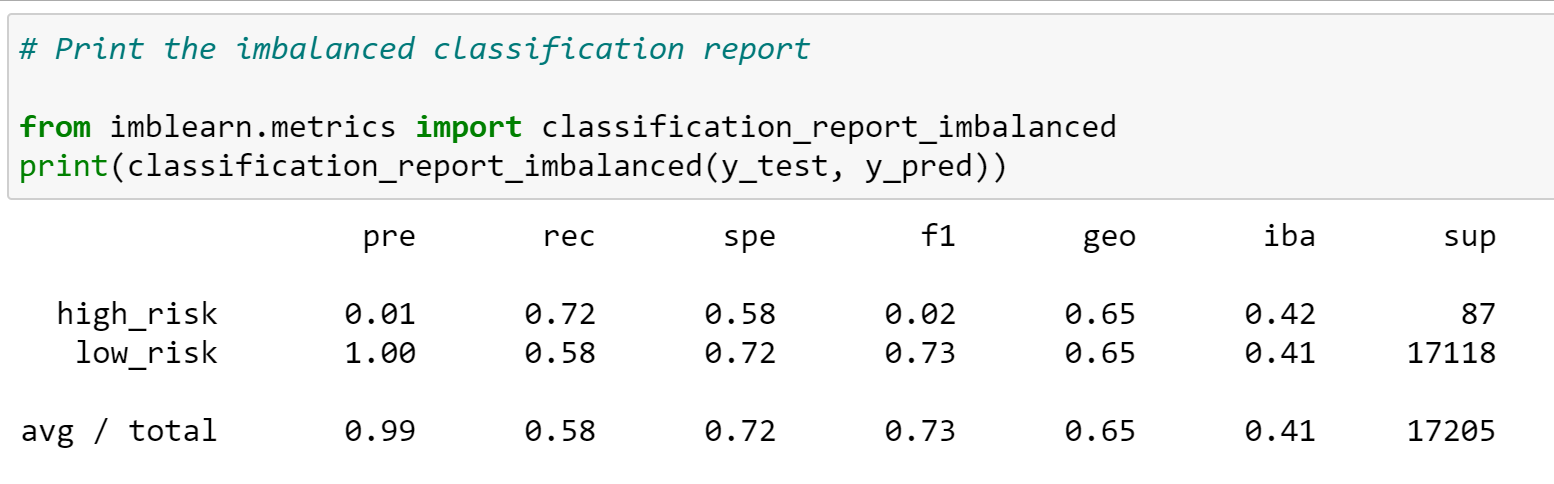 # Print the imbalanced classification report
from imblearn.metrics import classification_report_imbalanced
print(classification_report_imbalanced(y_test, y_pred))
pre rec spe f1 geo iba sup
high_risk 0.01 0.72 0.58 0.02 0.65 0.42 87
low_risk 1.00 0.58 0.72 0.73 0.65 0.41 17118
avg / total 0.99 0.58 0.72 0.73 0.65 0.41 17205